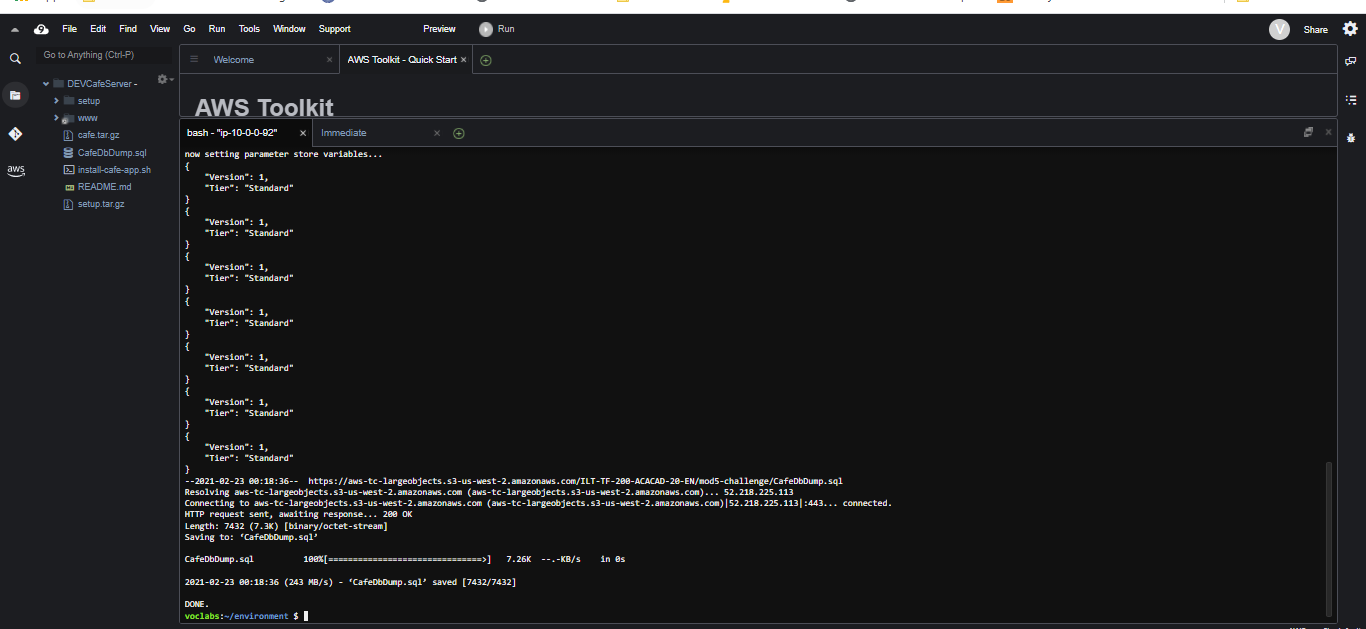 File Edit Find View Go Run Tools Window Support Preview Run V Share
Go to Anything (Ctrl-P)
Welcome
AWS Toolkit - Quick Start
DEVCafeServer -
setup
www
cafe.tar.gz
CafeDbDump.sql
install-cafe-app.sh
README.md
setup.tar.gz
aws
AWS Toolkit
bash - "ip-10-0-0-92" Immediate
now setting parameter store variables...
{
"Version": 1,
"Tier": "Standard"
}
{
"Version": 1,
"Tier": "Standard"
}
{
"Version": 1,
"Tier": "Standard"
}
{
"Version": 1,
"Tier": "Standard"
}
{
"Version": 1,
"Tier": "Standard"
}
{
"Version": 1,
"Tier": "Standard"
}
{
"Version": 1,
"Tier": "Standard"
}
--2021-02-23 00:18:36-- https://aws-tc-largeobjects.s3-us-west-2.amazonaws.com/ILT-TF-200-ACACAD-20-EN/mod5-challenge/CafeDbDump.sql
Resolving aws-tc-largeobjects.s3-us-west-2.amazonaws.com (aws-tc-largeobjects.s3-us-west-2.amazonaws.com)... 52.218.225.113
Connecting to aws-tc-largeobjects.s3-us-west-2.amazonaws.com (aws-tc-largeobjects.s3-us-west-2.amazonaws.com)|52.218.225.113|:443... connected.
HTTP request sent, awaiting response... 200 OK
Length: 7432 (7.3K) [binary/octet-stream]
Saving to: ‘CafeDbDump.sql’
CafeDbDump.sql 100%[===============================>] 7.26K --.-KB/s in 0s
2021-02-23 00:18:36 (243 MB/s) - ‘CafeDbDump.sql’ saved [7432/7432]
DONE.
voclabs:~/environment $